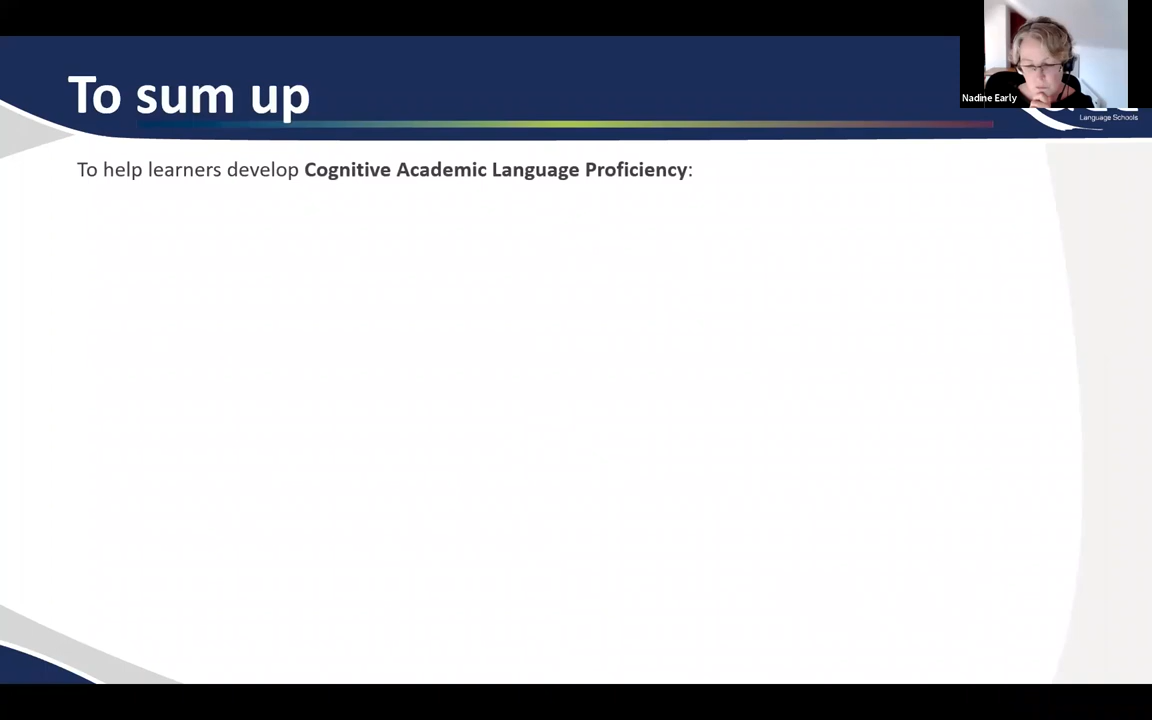 To sum up
Nadine Early
Language Schools
To help learners develop Cognitive Academic Language Proficiency: